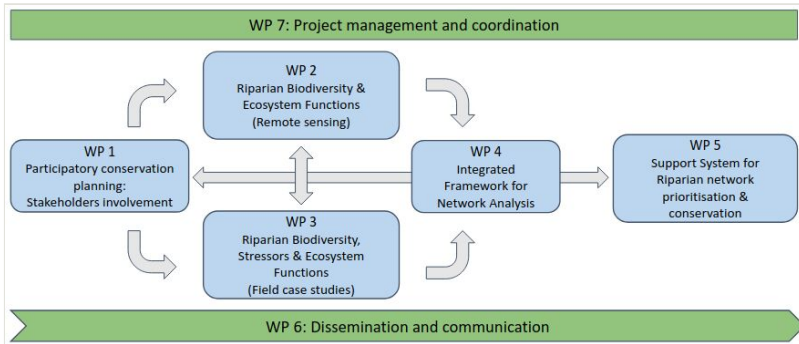 WP 7: Project management and coordination
WP 2
Riparian Biodiversity &
Ecosystem Functions
(Remote sensing)
WP 1
Participatory conservation
planning:
Stakeholders involvement
WP 4
Integrated
Framework for
Network Analysis
WP 5
Support System for
Riparian network
prioritisation &
conservation
WP 3
Riparian Biodiversity,
Stressors & Ecosystem
Functions
(Field case studies)
WP 6: Dissemination and communication